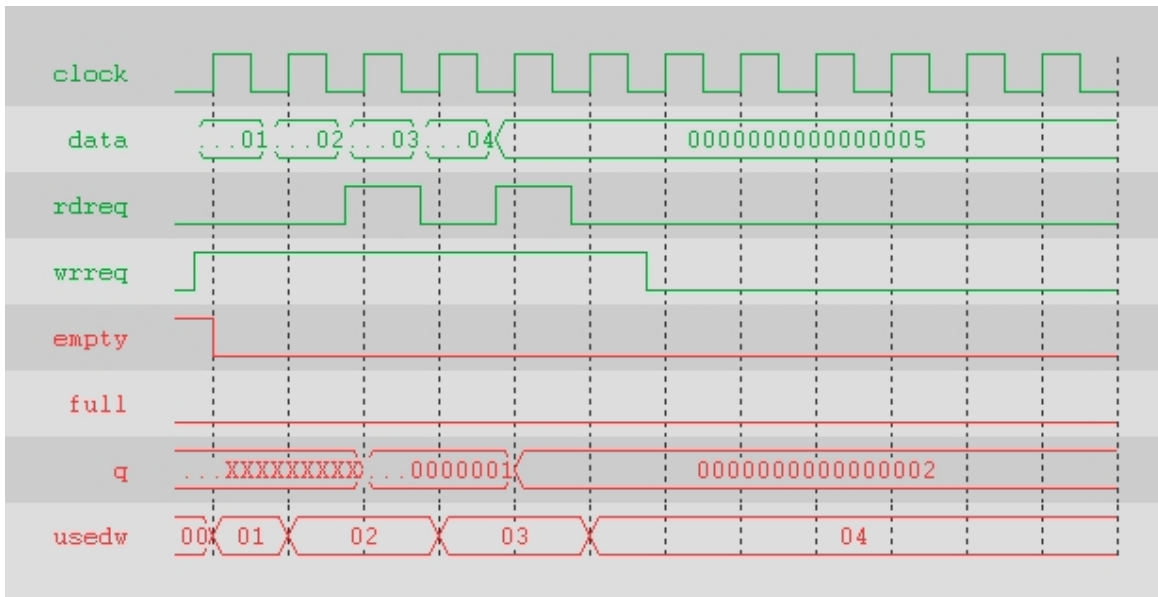 clock
data ...01 ...02 ...03 ...04 0000000000000005
rdreq
wrreq
empty
full
q ...XXXXXXXXX ...0000001 0000000000000002
usedw 00 01 02 03 04